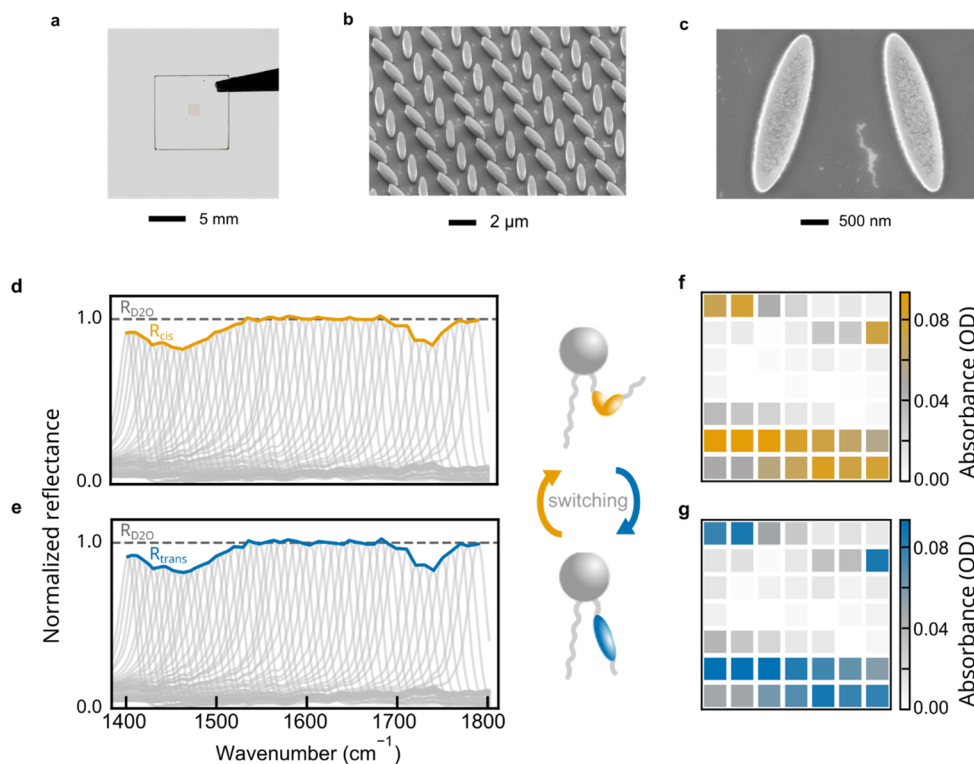 a
b
c
5 mm
2 µm
500 nm
d
R_D2O
1.0
R_cis
0.0
Normalized reflectance
e
R_D2O
1.0
R_trans
0.0
1400 1500 1600 1700 1800
Wavenumber (cm⁻¹)
switching
f
0.08
0.04
0.00
Absorbance (OD)
g
0.08
0.04
0.00
Absorbance (OD)